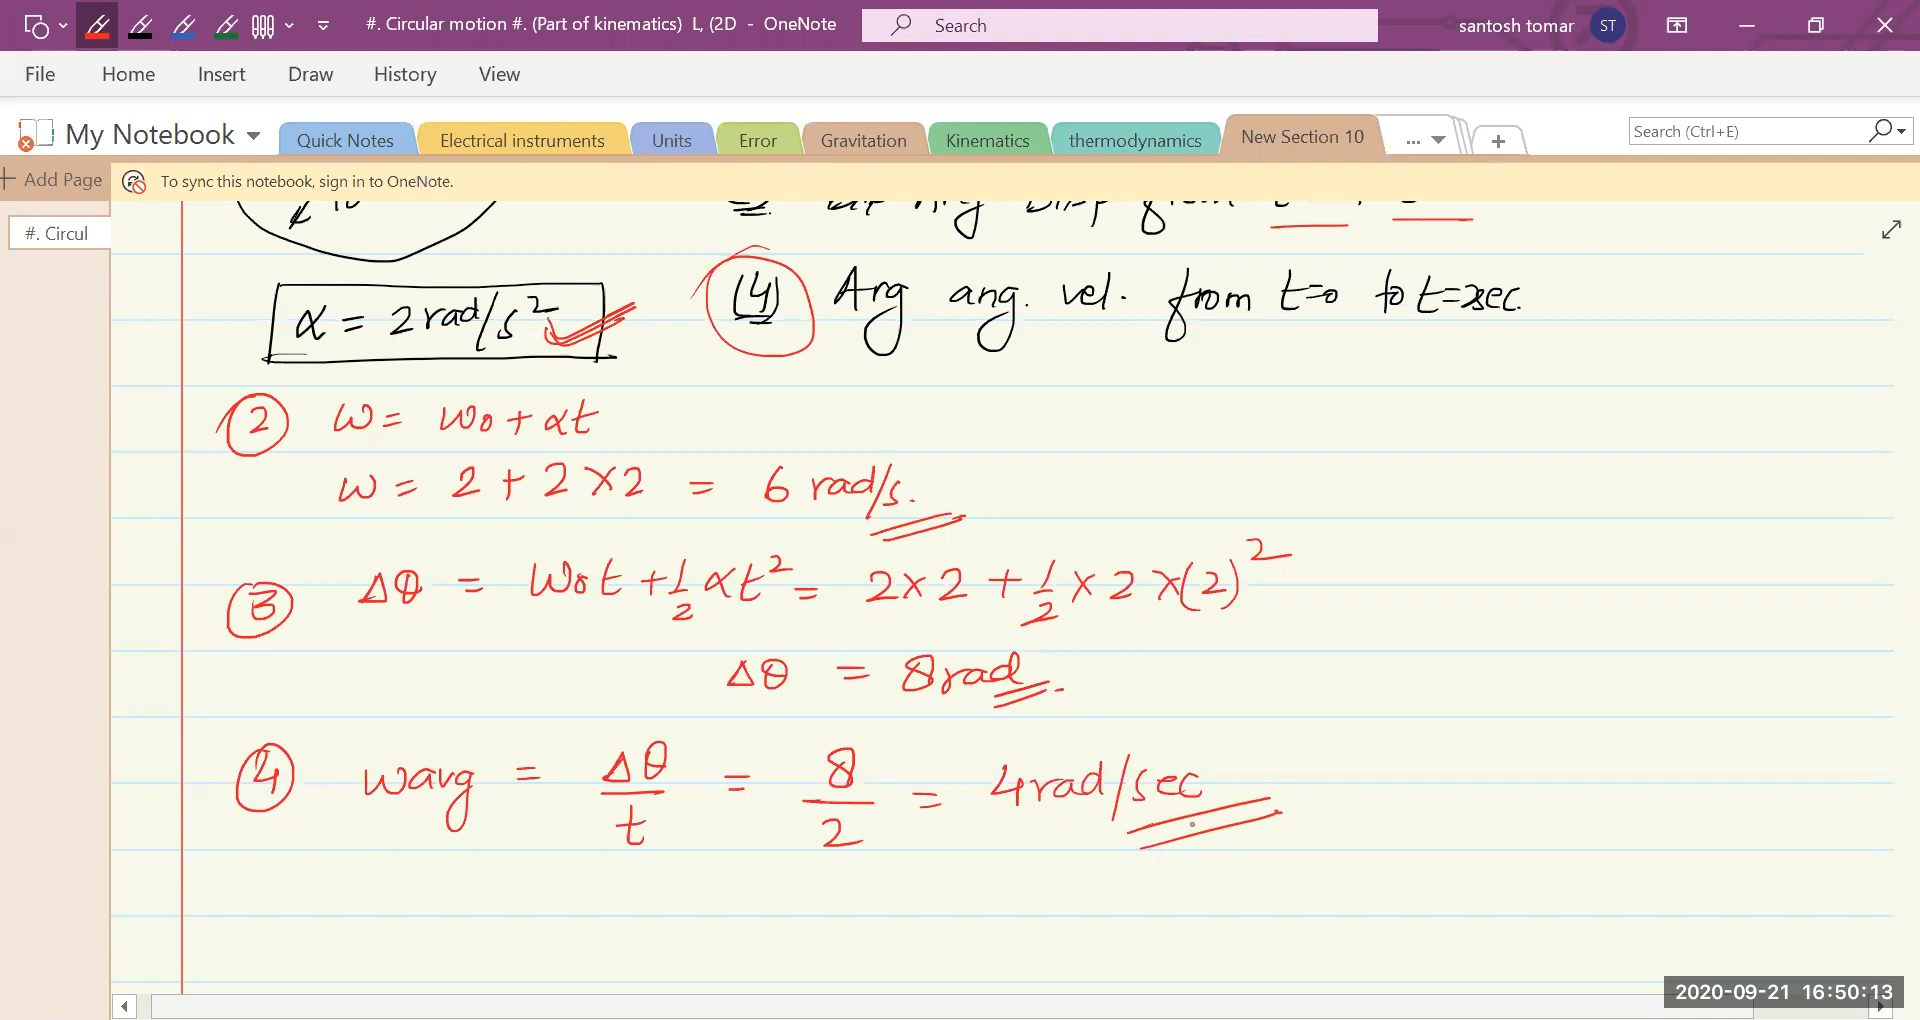 #. Circular motion #. (Part of kinematics) L, (2D - OneNote
Search
santosh tomar ST
File Home Insert Draw History View
My Notebook
Quick Notes Electrical instruments Units Error Gravitation Kinematics thermodynamics New Section 10 ... +
Search (Ctrl+E)
+ Add Page
To sync this notebook, sign in to OneNote.
#. Circul
from
α = 2 rad/s²
(4) Avg ang. vel. from t=0 to t=2sec.
2 ω = ω₀ + αt
ω = 2 + 2 × 2 = 6 rad/s.
3 Δθ = ω₀t + 1/2 αt² = 2 × 2 + 1/2 × 2 × (2)²
Δθ = 8 rad.
4 ωavg = Δθ/t = 8/2 = 4 rad/sec
2020-09-21 16:50:13